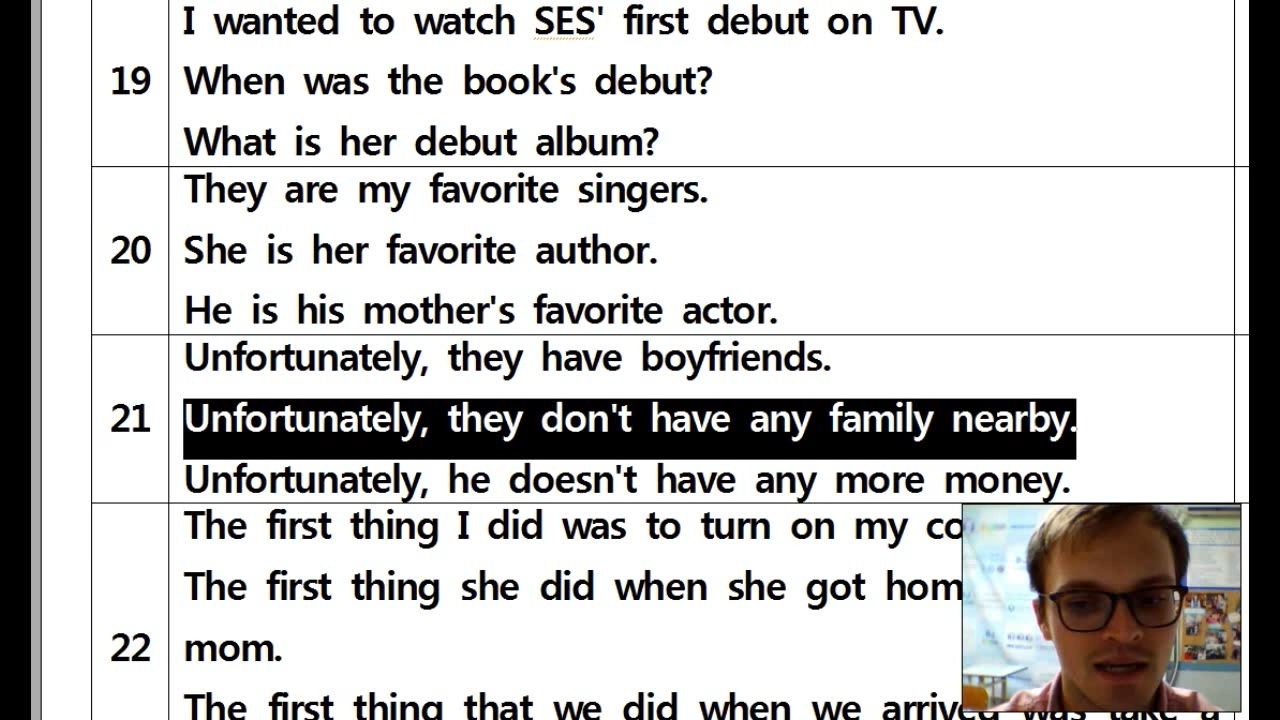 I wanted to watch SES' first debut on TV.
19 When was the book's debut?
What is her debut album?
They are my favorite singers.
20 She is her favorite author.
He is his mother's favorite actor.
Unfortunately, they have boyfriends.
21 Unfortunately, they don't have any family nearby.
Unfortunately, he doesn't have any more money.
The first thing I did was to turn on my
The first thing she did when she got
22 mom.
The first thing that we did when we arrived was take